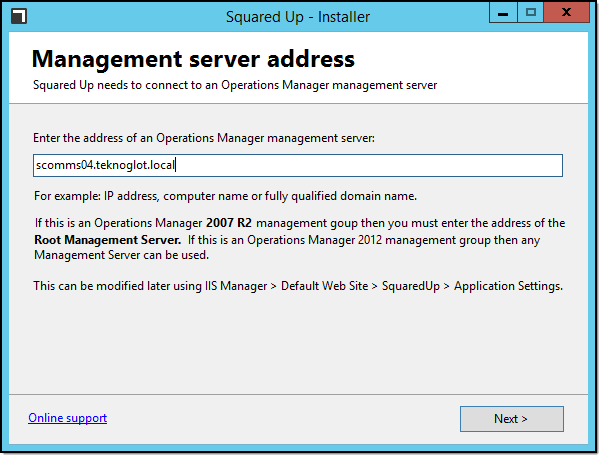 Squared Up - Installer
Management server address
Squared Up needs to connect to an Operations Manager management server
Enter the address of an Operations Manager management server:
scomms04.teknoglot.local
For example: IP address, computer name or fully qualified domain name.
If this is an Operations Manager 2007 R2 management goup then you must enter the address of the
Root Management Server. If this is an Operations Manager 2012 management group then any
Management Server can be used.
This can be modified later using IIS Manager > Default Web Site > SquaredUp > Application Settings.
Online support
Next >